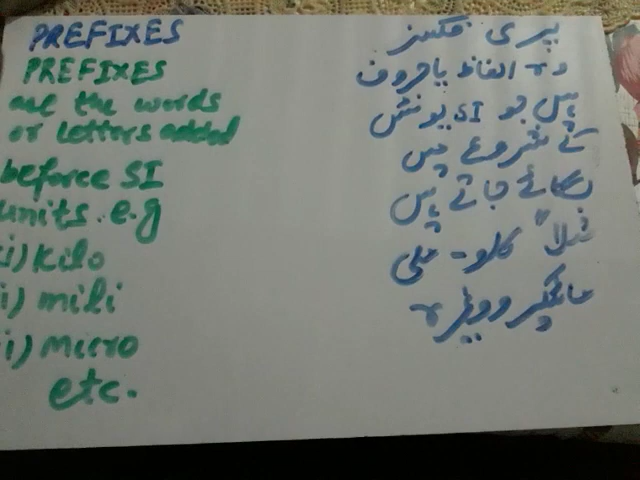 PREFIXES
PREFIXES
are the words
or letters added
beforce SI
units. e.g
i) Kilo
i) mili
i) Micro
etc.
پری فکسز
وہ الفاظ یا حروف
ہیں جو SI یونٹس
کے شروع میں
لگائے جاتے ہیں
مثلاً کلو - ملی
مائیکرو وغیرہ